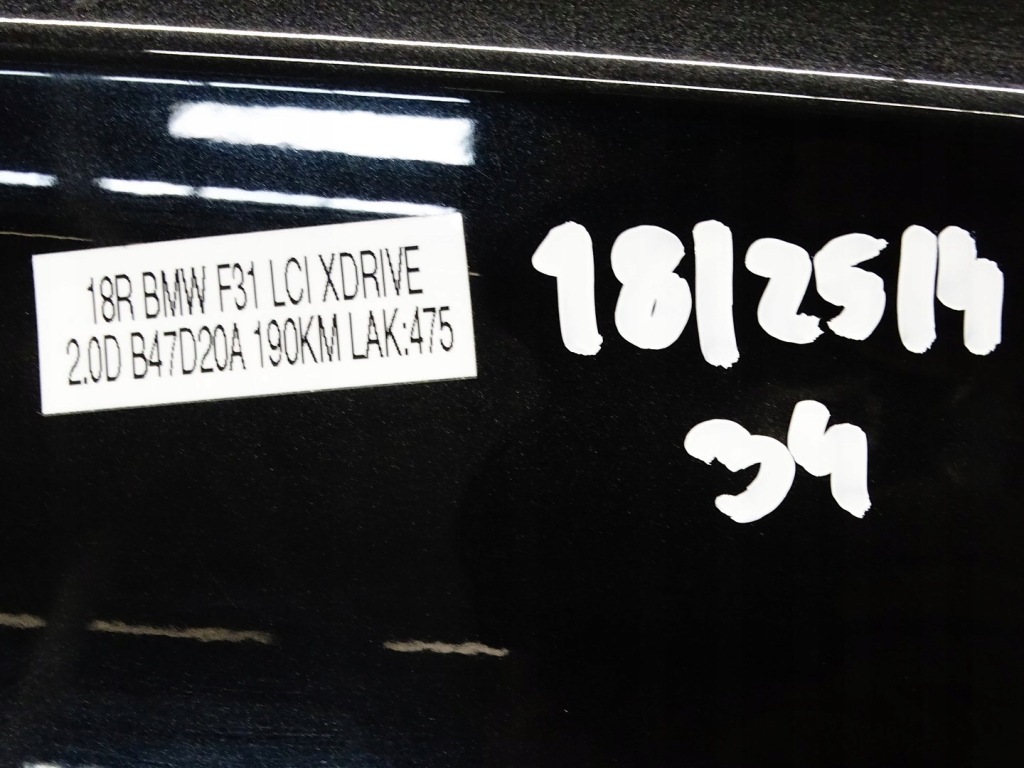 18R BMW F31 LCI XDRIVE
2.0D B47D20A 190KM LAK:475
18/25/4
34